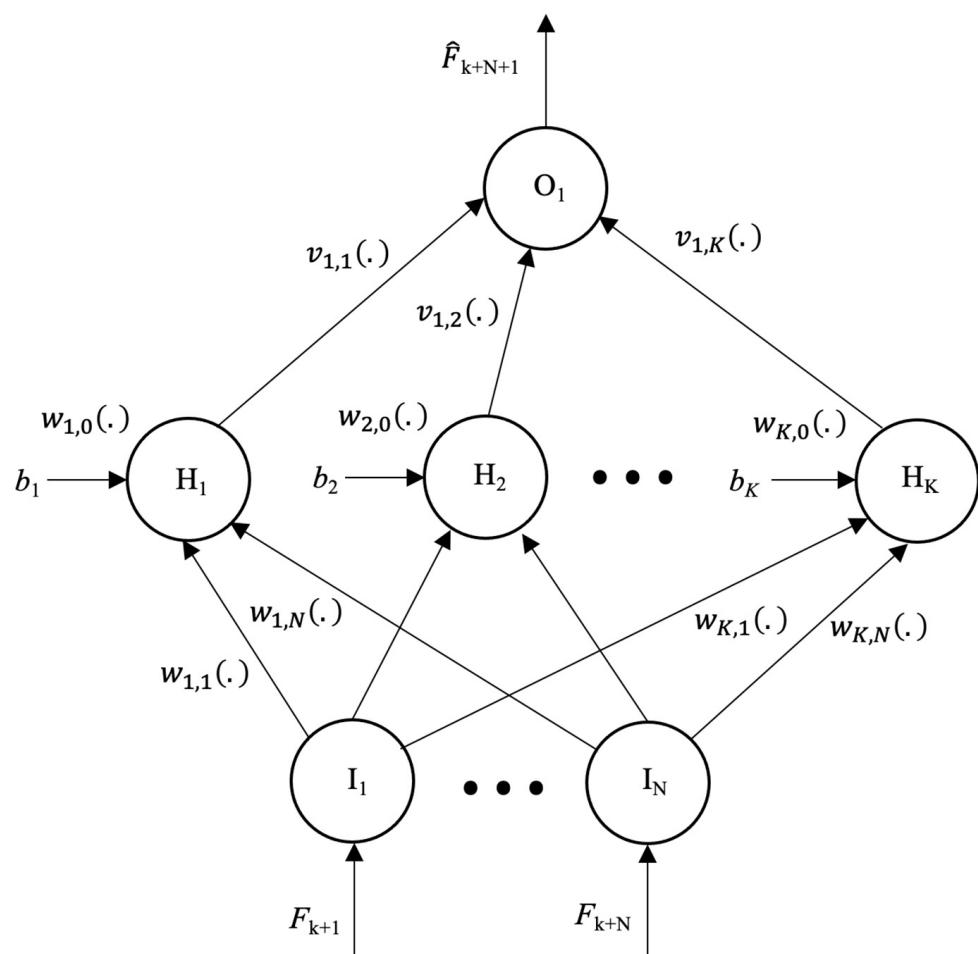 F̂k+N+1
O1
v1,1(.)
v1,2(.)
v1,K(.)
w1,0(.)
w2,0(.)
wK,0(.)
b1
H1
b2
H2
bK
HK
w1,N(.)
wK,1(.)
wK,N(.)
w1,1(.)
I1
IN
Fk+1
Fk+N